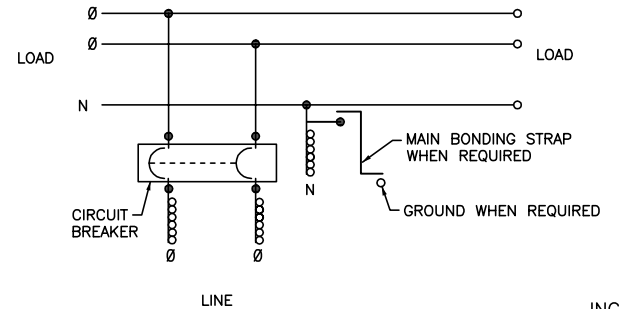 Ø
Ø
LOAD
LOAD
N
MAIN BONDING STRAP
WHEN REQUIRED
N
GROUND WHEN REQUIRED
CIRCUIT
BREAKER
Ø
Ø
LINE